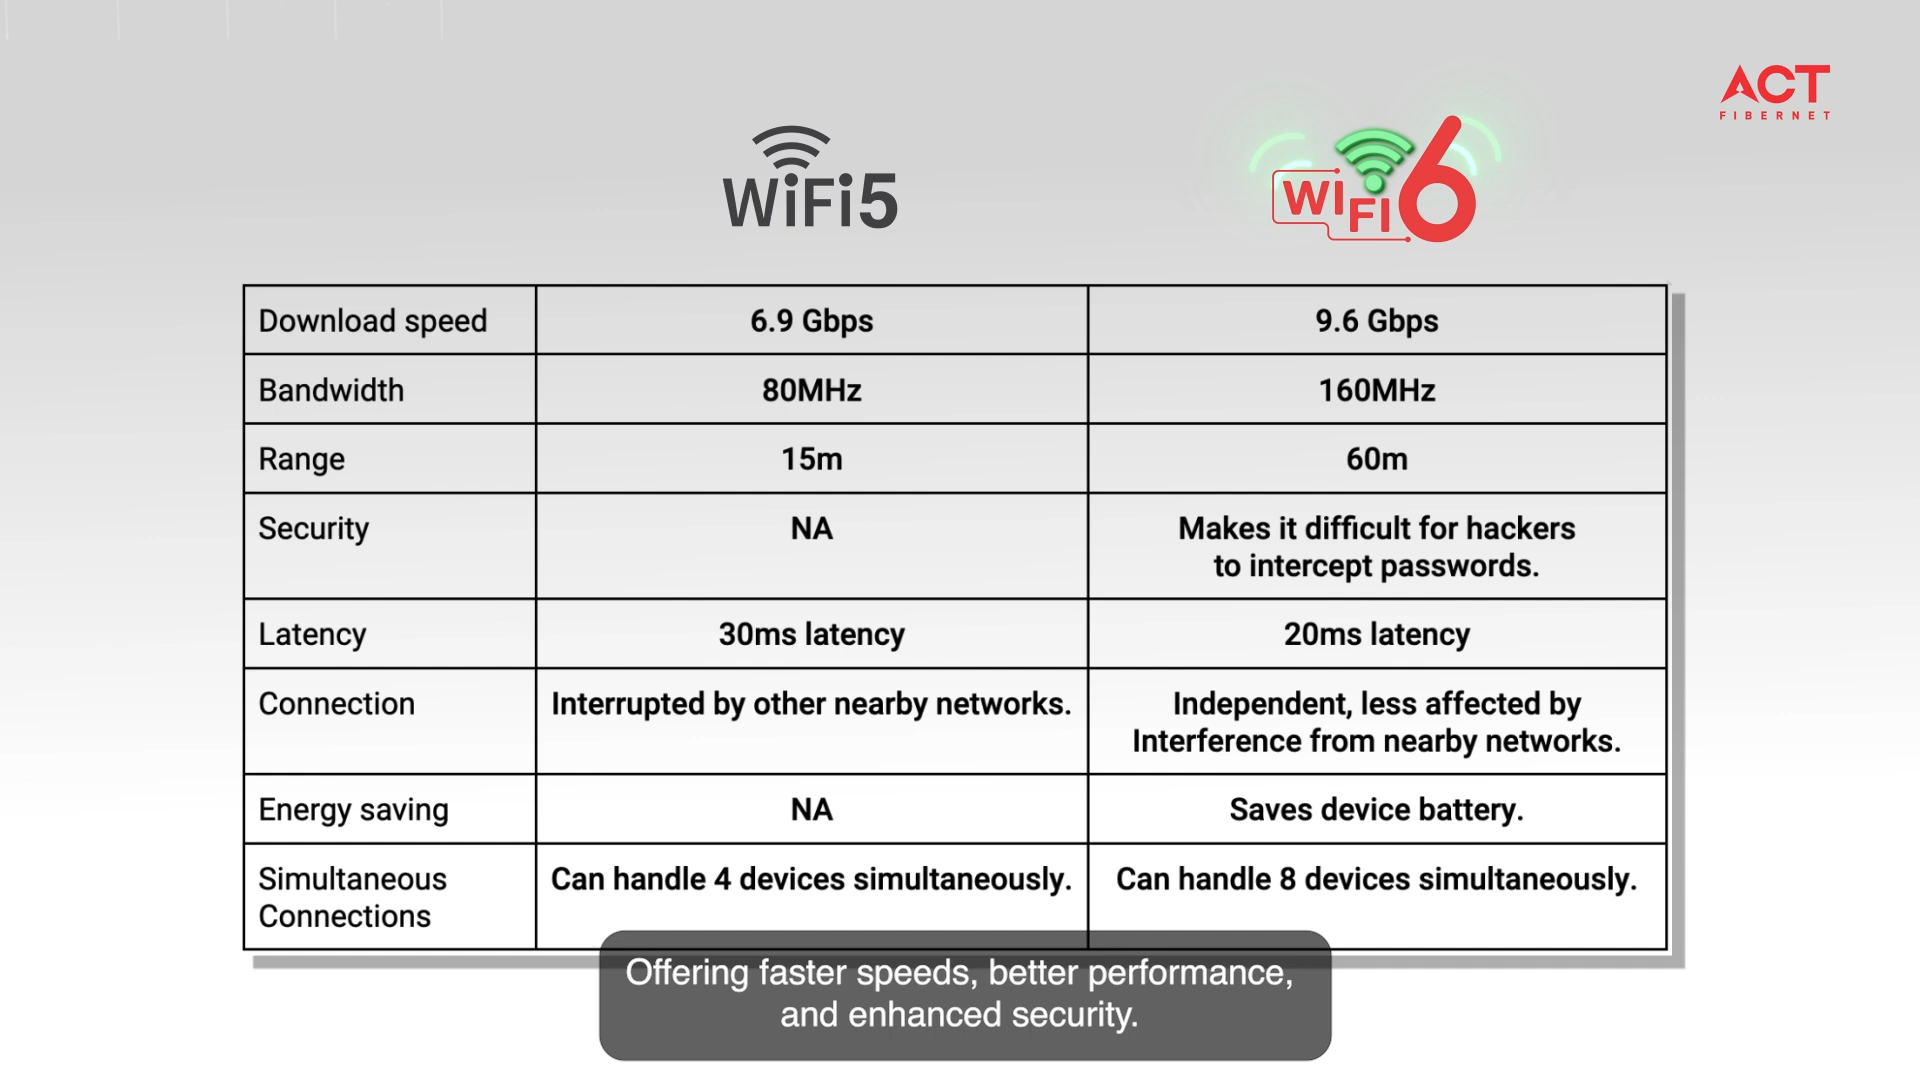 ACT
FIBERNET
WiFi5
WIFI6
Download speed
6.9 Gbps
9.6 Gbps
Bandwidth
80MHz
160MHz
Range
15m
60m
Security
NA
Makes it difficult for hackers
to intercept passwords.
Latency
30ms latency
20ms latency
Connection
Interrupted by other nearby networks.
Independent, less affected by
Interference from nearby networks.
Energy saving
NA
Saves device battery.
Simultaneous
Connections
Can handle 4 devices simultaneously.
Can handle 8 devices simultaneously.
Offering faster speeds, better performance,
and enhanced security.